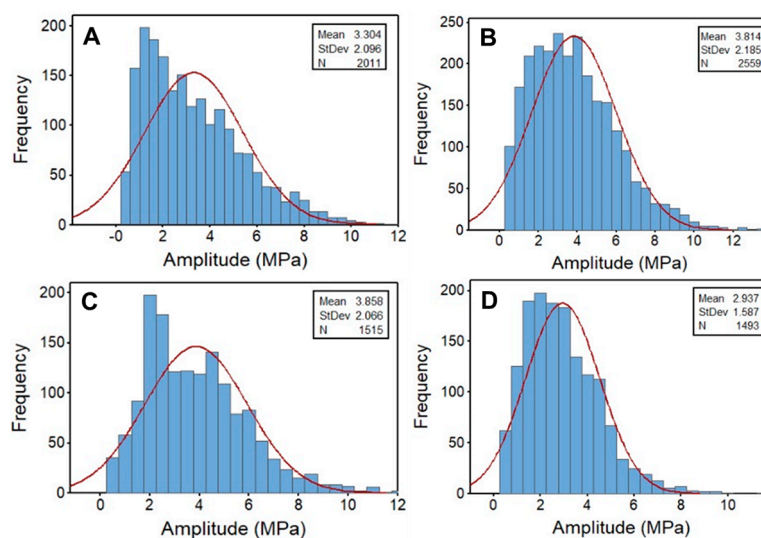 A
Mean 3.304
StDev 2.096
N 2011
Frequency
200
150
100
50
0
-0 2 4 6 8 10 12
Amplitude (MPa)
B
Mean 3.814
StDev 2.185
N 2559
Frequency
250
200
150
100
50
0
0 2 4 6 8 10 12
Amplitude (MPa)
C
Mean 3.858
StDev 2.066
N 1515
Frequency
200
150
100
50
0
2 4 6 8 10 12
Amplitude (MPa)
D
Mean 2.937
StDev 1.587
N 1493
Frequency
200
150
100
50
0
0 2 4 6 8 10
Amplitude (MPa)